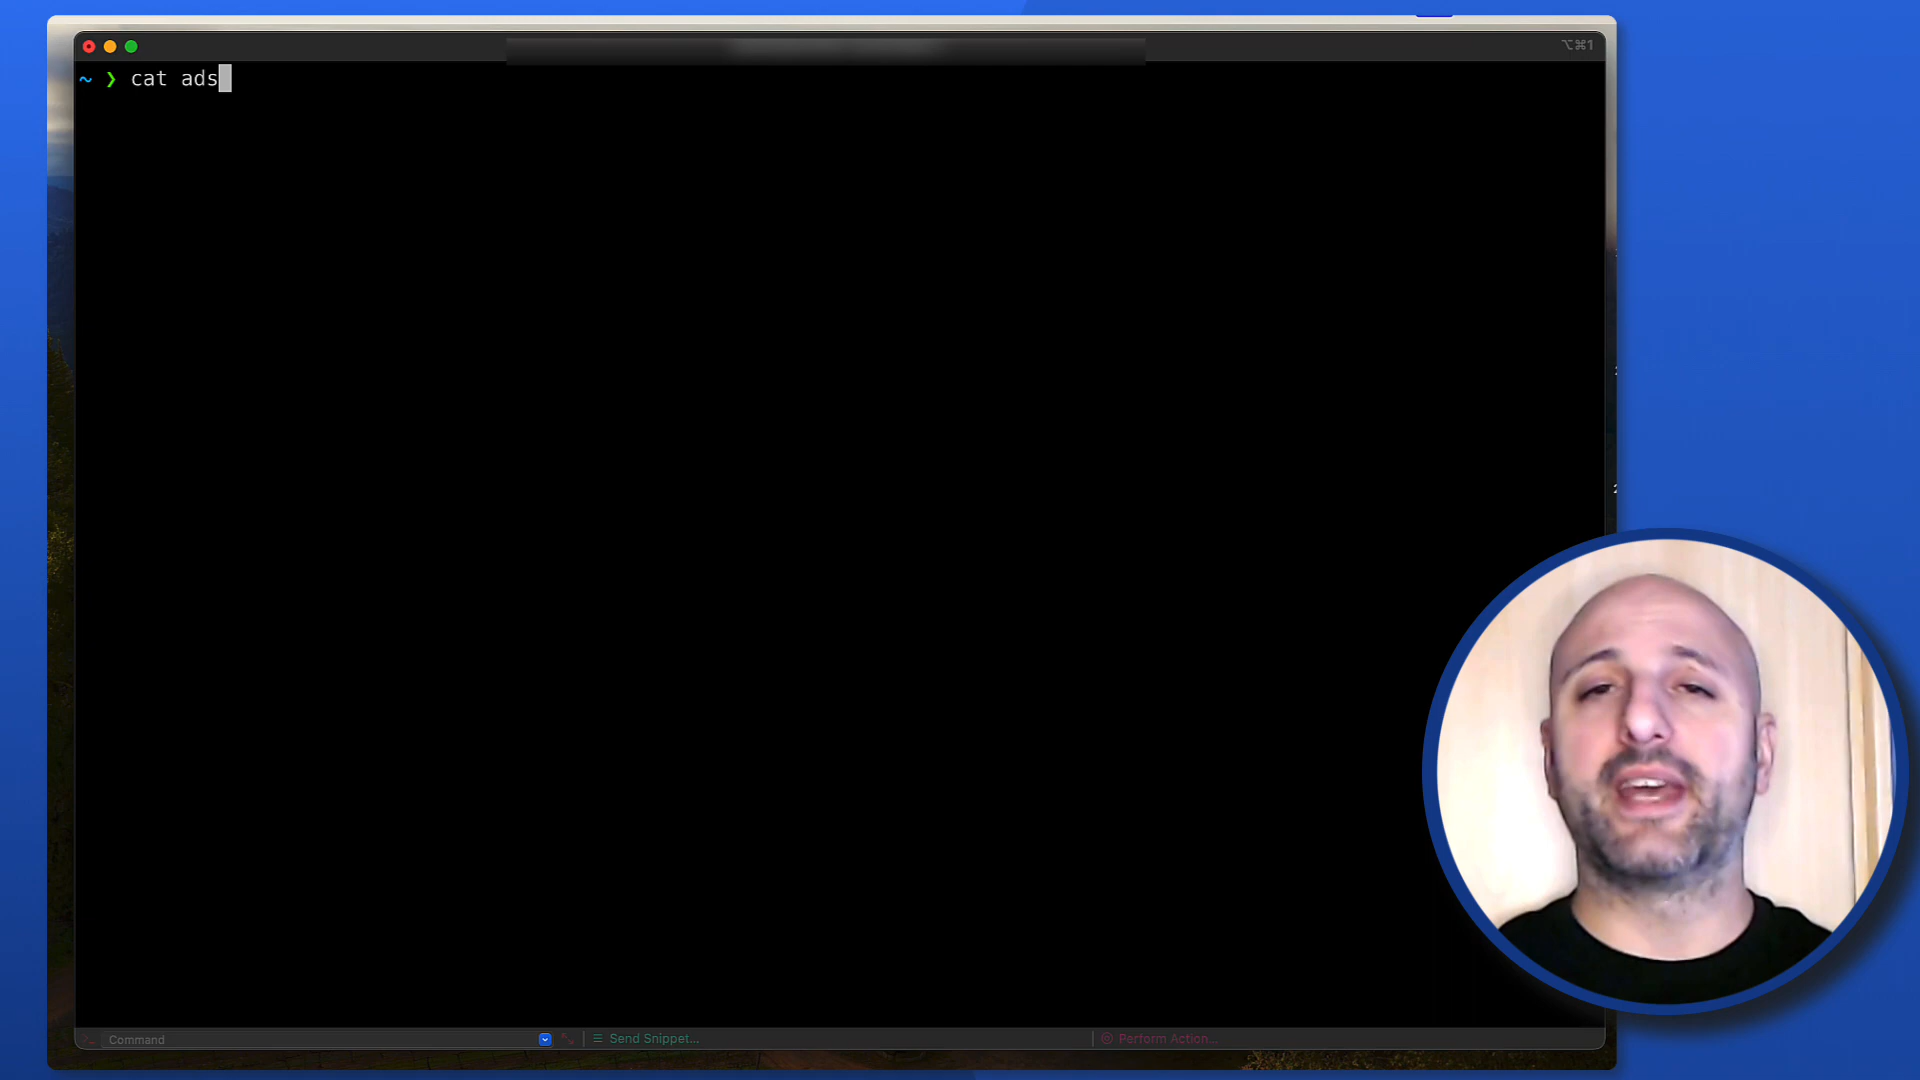 ⌥⌘1
~ ❯ cat ads
Command
Send Snippet...
Perform Action...